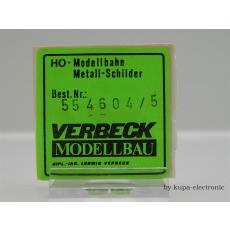 HO-Modellbahn
Metall-Schilder
Best.Nr.:
554604/5
VERBECK
MODELLBAU
DIPL.-ING. LUDWIG VERBECK
by kupa-electronic